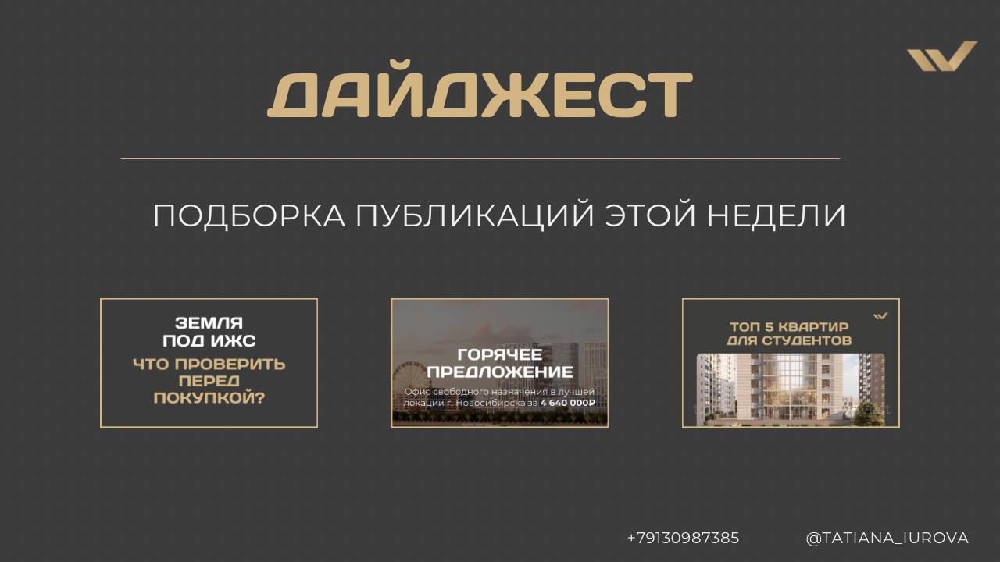 ДАЙДЖЕСТ
ПОДБОРКА ПУБЛИКАЦИЙ ЭТОЙ НЕДЕЛИ
ЗЕМЛЯ
ПОД ИЖС
ЧТО ПРОВЕРИТЬ
ПЕРЕД
ПОКУПКОЙ?
ГОРЯЧЕЕ
ПРЕДЛОЖЕНИЕ
Офис свободного назначения в лучшей
локации г. Новосибирска за 4 640 000₽
ТОП 5 КВАРТИР
ДЛЯ СТУДЕНТОВ
+79130987385
@TATIANA_IUROVA